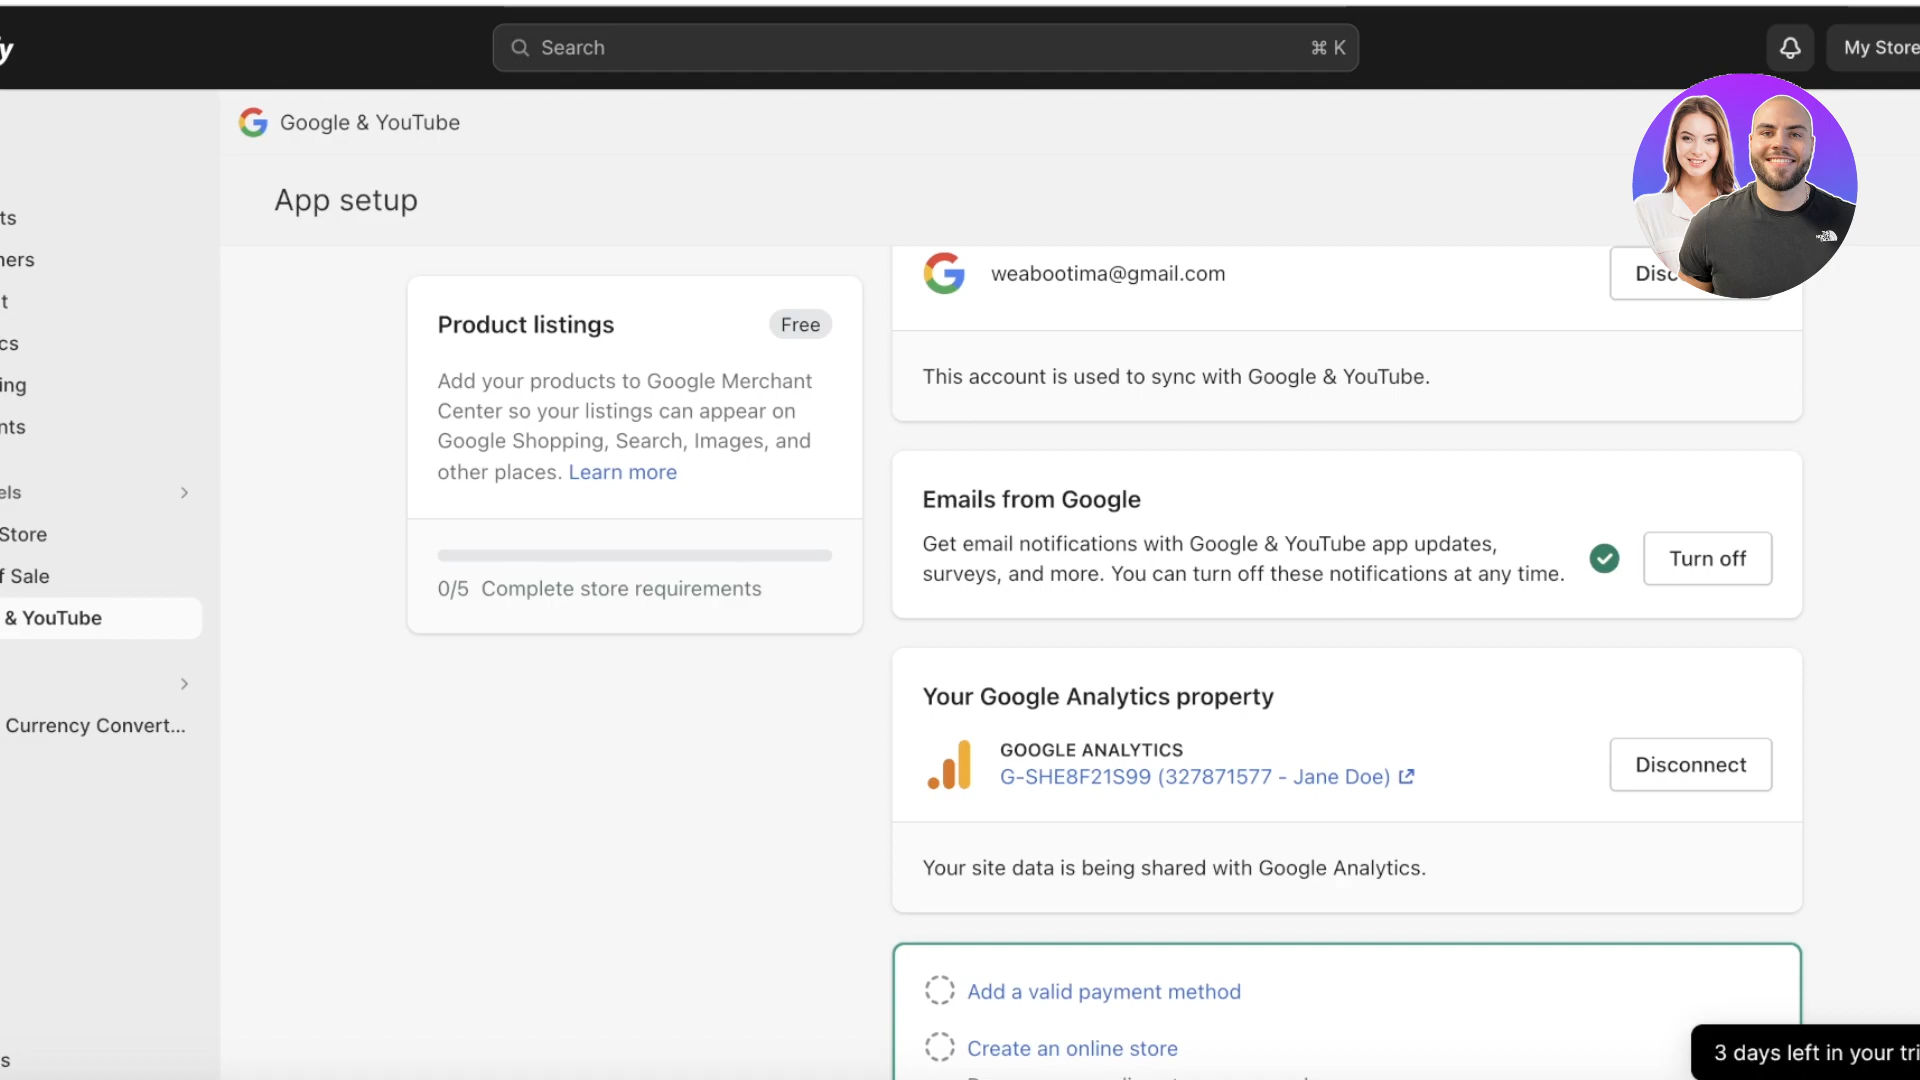 y
Search
⌘ K
My Store
Google & YouTube
App setup
ts
ners
t
cs
ing
nts
els
Store
f Sale
& YouTube
Currency Convert...
s
Product listings
Free
Add your products to Google Merchant
Center so your listings can appear on
Google Shopping, Search, Images, and
other places. Learn more
0/5 Complete store requirements
weabootima@gmail.com
Disc
This account is used to sync with Google & YouTube.
Emails from Google
Get email notifications with Google & YouTube app updates,
surveys, and more. You can turn off these notifications at any time.
Turn off
Your Google Analytics property
GOOGLE ANALYTICS
G-SHE8F21S99 (327871577 - Jane Doe)
Disconnect
Your site data is being shared with Google Analytics.
Add a valid payment method
Create an online store
3 days left in your tri